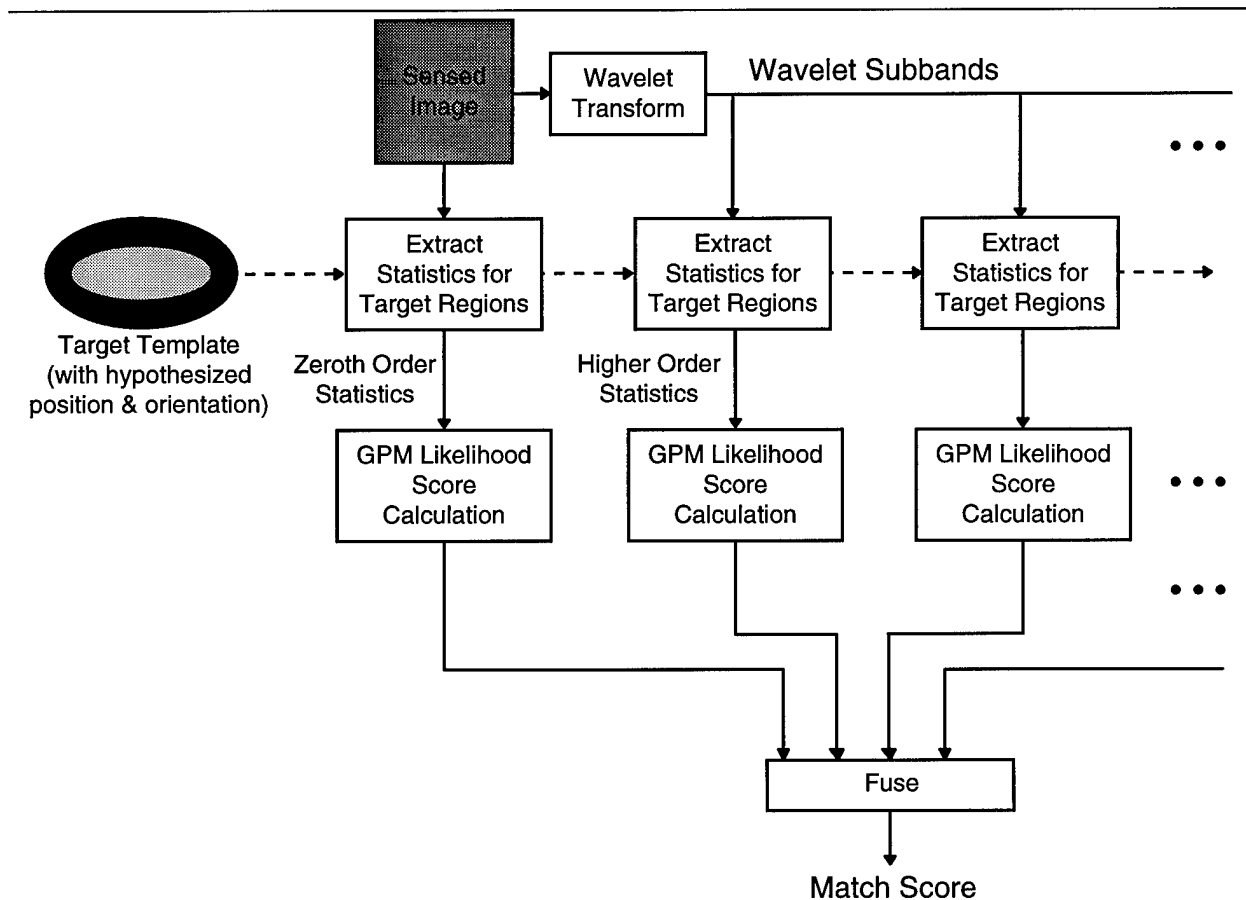 Sensed
Image
Wavelet
Transform
Wavelet Subbands
Extract
Statistics for
Target Regions
Extract
Statistics for
Target Regions
Extract
Statistics for
Target Regions
Target Template
(with hypothesized
position & orientation)
Zeroth Order
Statistics
Higher Order
Statistics
GPM Likelihood
Score
Calculation
GPM Likelihood
Score
Calculation
GPM Likelihood
Score
Calculation
Fuse
Match Score